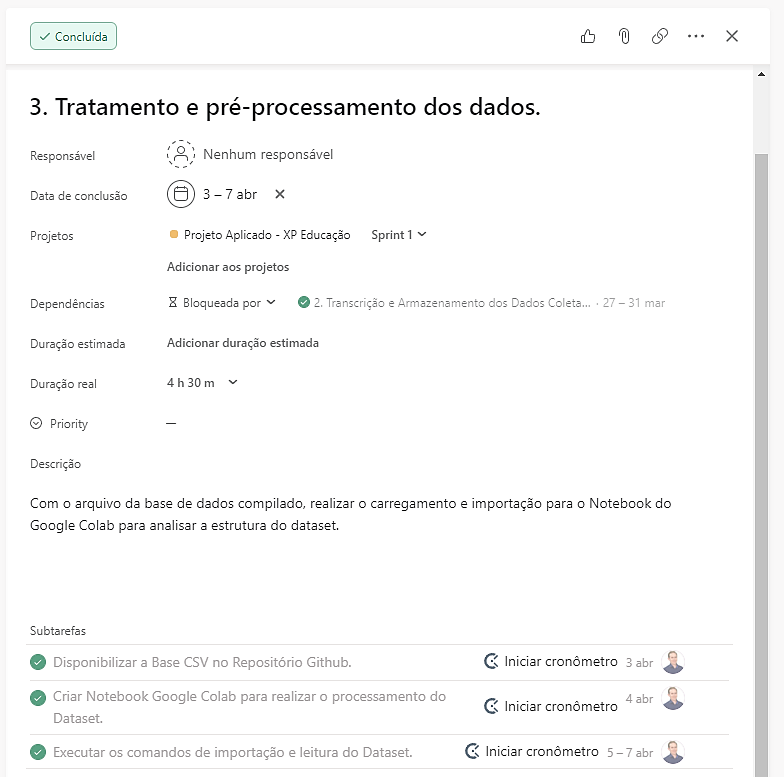 Concluída
3. Tratamento e pré-processamento dos dados.
Responsável Nenhum responsável
Data de conclusão 3 – 7 abr
Projetos Projeto Aplicado - XP Educação Sprint 1
Adicionar aos projetos
Dependências Bloqueada por 2. Transcrição e Armazenamento dos Dados Coleta... · 27 – 31 mar
Duração estimada Adicionar duração estimada
Duração real 4 h 30 m
Priority —
Descrição
Com o arquivo da base de dados compilado, realizar o carregamento e importação para o Notebook do
Google Colab para analisar a estrutura do dataset.
Subtarefas
Disponibilizar a Base CSV no Repositório Github. Iniciar cronômetro 3 abr
Criar Notebook Google Colab para realizar o processamento do
Dataset. Iniciar cronômetro 4 abr
Executar os comandos de importação e leitura do Dataset. Iniciar cronômetro 5 – 7 abr